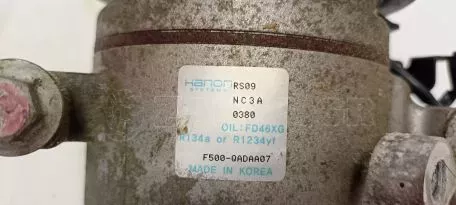 Hanon RS09
SYSTEMS NC3A
0380
OIL:FD46XG
R134a or R1234yf
F500-QADAA07
MADE IN KOREA